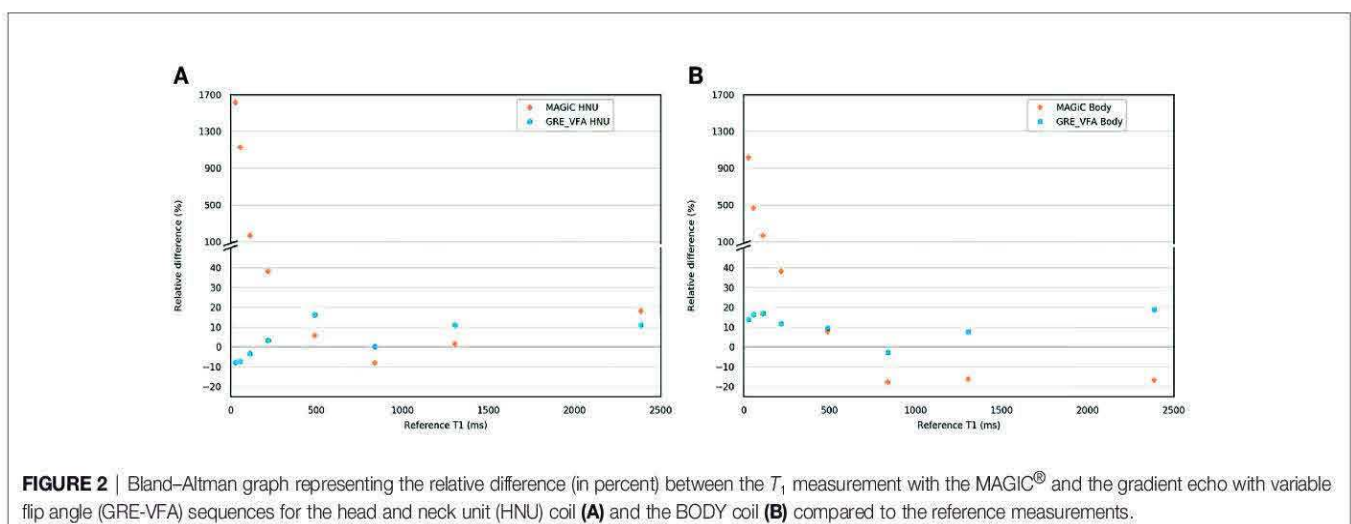 A
1700
1300
900
500
100
40
30
20
10
0
−10
−20
Relative difference (%)
MAGiC HNU
GRE_VFA HNU
0 500 1000 1500 2000 2500
Reference T1 (ms)
B
1700
1300
900
500
100
40
30
20
10
0
−10
−20
Relative difference (%)
MAGiC Body
GRE_VFA Body
0 500 1000 1500 2000 2500
Reference T1 (ms)
FIGURE 2 | Bland–Altman graph representing the relative difference (in percent) between the T₁ measurement with the MAGIC® and the gradient echo with variable
flip angle (GRE-VFA) sequences for the head and neck unit (HNU) coil (A) and the BODY coil (B) compared to the reference measurements.